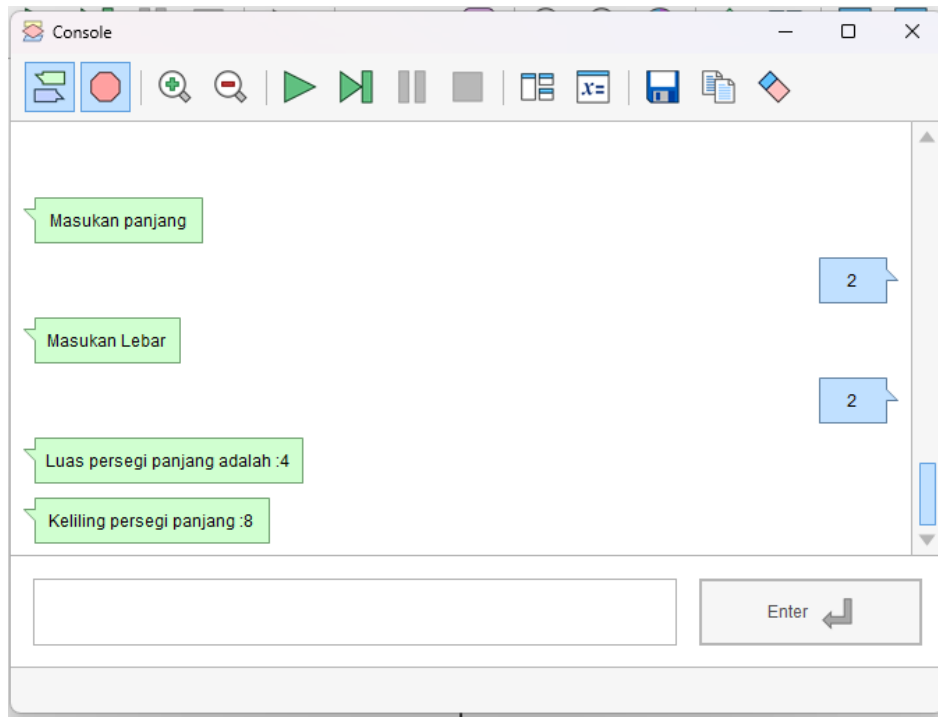 Console
x=
Masukan panjang
2
Masukan Lebar
2
Luas persegi panjang adalah :4
Keliling persegi panjang :8
Enter